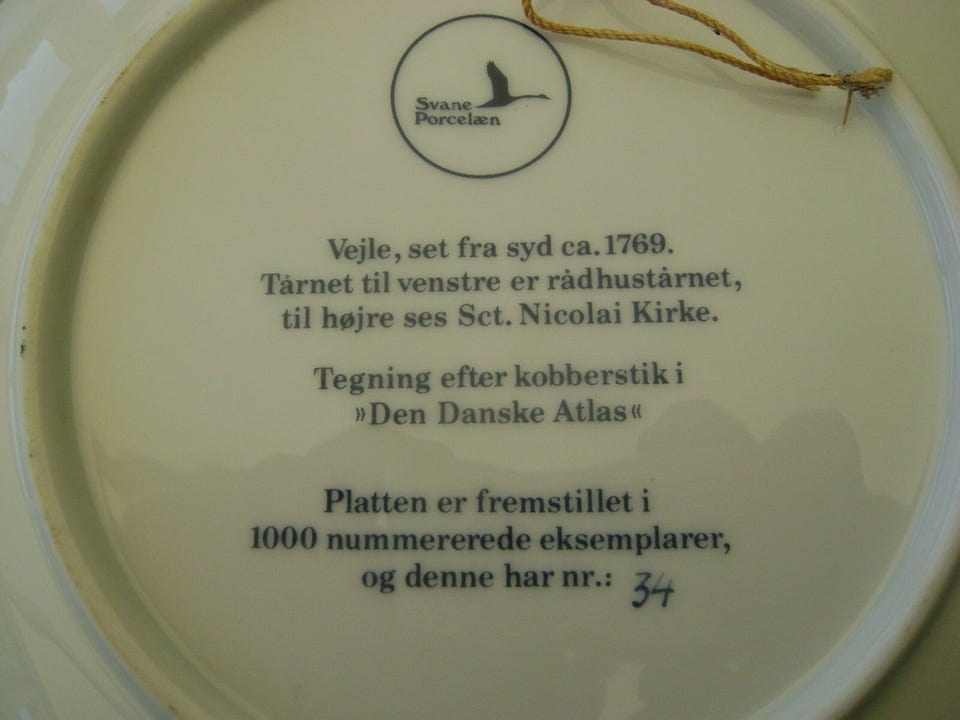 Svane
Porcelæn
Vejle, set fra syd ca. 1769.
Tårnet til venstre er rådhustårnet,
til højre ses Sct. Nicolai Kirke.
Tegning efter kobberstik i
»Den Danske Atlas«
Platten er fremstillet i
1000 nummererede eksemplarer,
og denne har nr.: 34